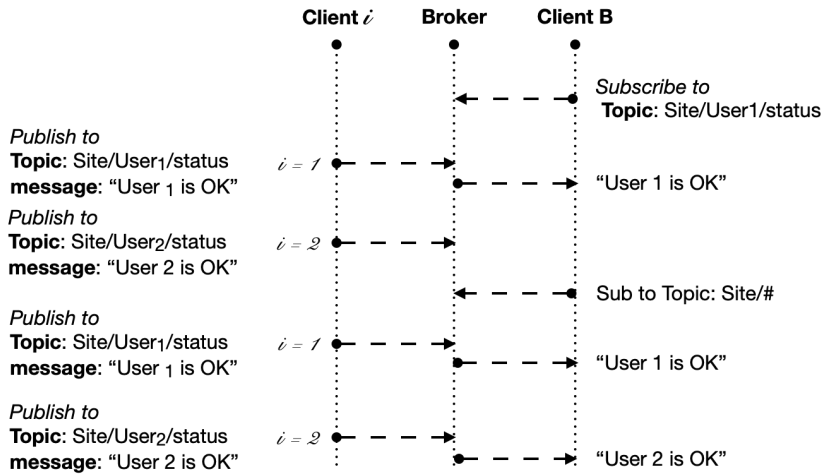 Client i Broker Client B
Subscribe to
Topic: Site/User1/status
Publish to
Topic: Site/User1/status
message: “User 1 is OK”
i = 1
“User 1 is OK”
Publish to
Topic: Site/User2/status
message: “User 2 is OK”
i = 2
Sub to Topic: Site/#
Publish to
Topic: Site/User1/status
message: “User 1 is OK”
i = 1
“User 1 is OK”
Publish to
Topic: Site/User2/status
message: “User 2 is OK”
i = 2
“User 2 is OK”